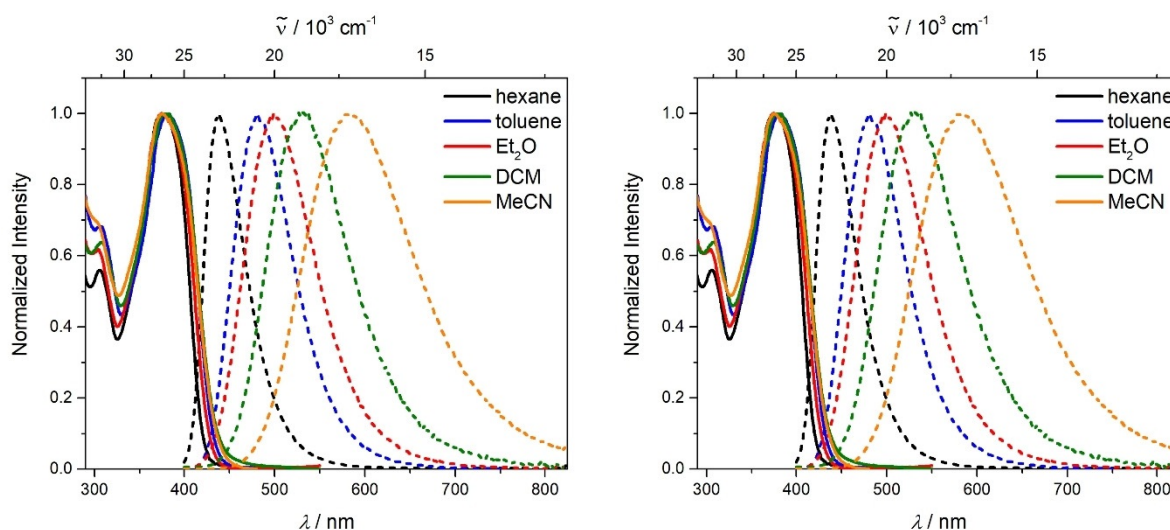 ṽ / 10³ cm⁻¹
30 25 20 15
1.0
0.8
0.6
0.4
0.2
0.0
Normalized Intensity
hexane
toluene
Et₂O
DCM
MeCN
300 400 500 600 700 800
λ / nm
ṽ / 10³ cm⁻¹
30 25 20 15
1.0
0.8
0.6
0.4
0.2
0.0
Normalized Intensity
hexane
toluene
Et₂O
DCM
MeCN
300 400 500 600 700 800
λ / nm